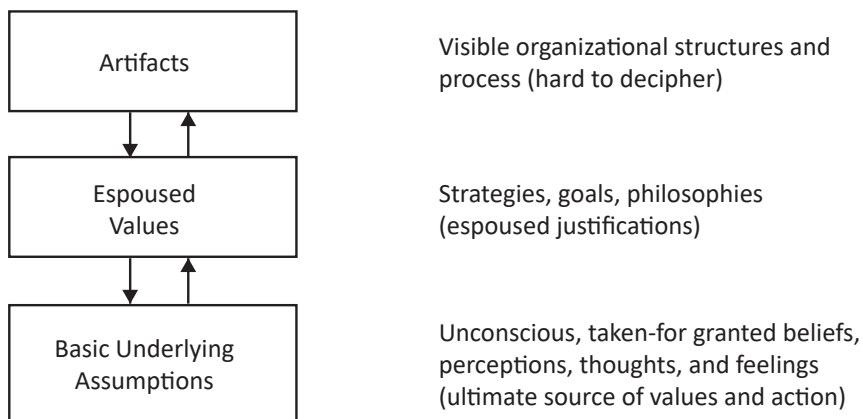 Artifacts
Visible organizational structures and
process (hard to decipher)
Espoused
Values
Strategies, goals, philosophies
(espoused justifications)
Basic Underlying
Assumptions
Unconscious, taken-for granted beliefs,
perceptions, thoughts, and feelings
(ultimate source of values and action)